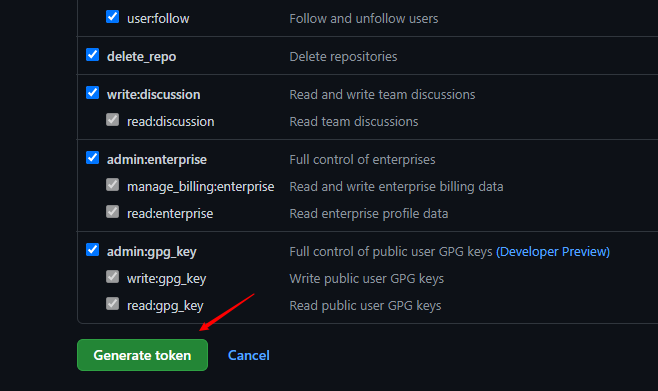 user:follow Follow and unfollow users
delete_repo Delete repositories
write:discussion Read and write team discussions
read:discussion Read team discussions
admin:enterprise Full control of enterprises
manage_billing:enterprise Read and write enterprise billing data
read:enterprise Read enterprise profile data
admin:gpg_key Full control of public user GPG keys (Developer Preview)
write:gpg_key Write public user GPG keys
read:gpg_key Read public user GPG keys
Generate token Cancel